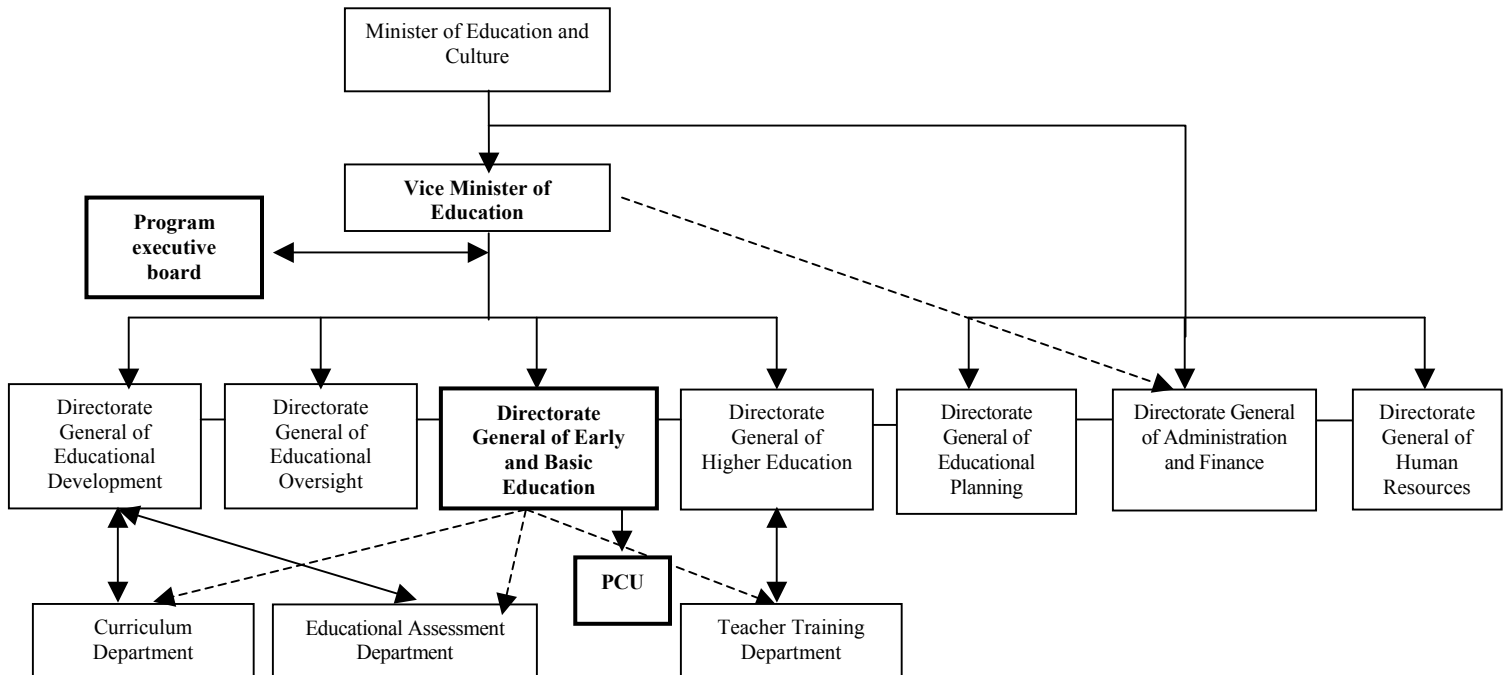 Minister of Education and
Culture
Vice Minister of
Education
Program
executive
board
Directorate
General of
Educational
Development
Directorate
General of
Educational
Oversight
Directorate
General of Early
and Basic
Education
Directorate
General of
Higher Education
Directorate
General of
Educational
Planning
Directorate General
of Administration
and Finance
Directorate
General of
Human
Resources
PCU
Curriculum
Department
Educational Assessment
Department
Teacher Training
Department